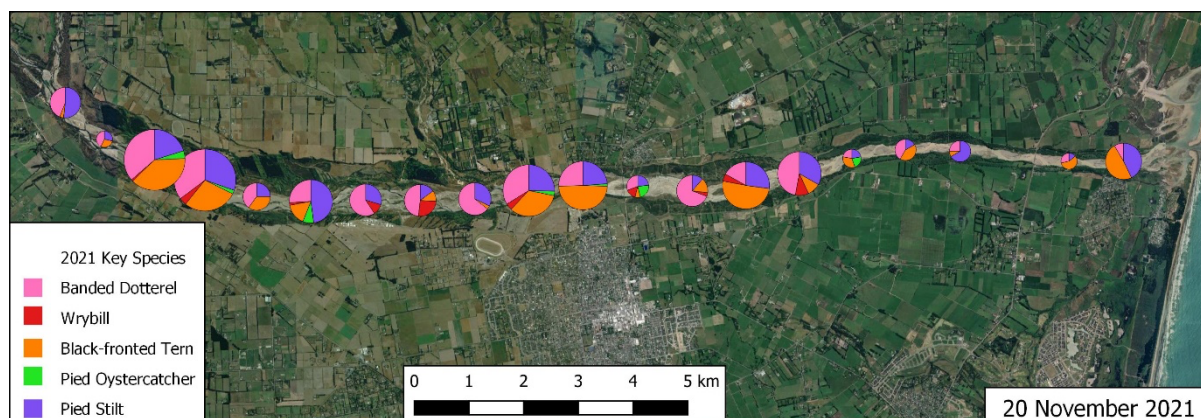 2021 Key Species
Banded Dotterel
Wrybill
Black-fronted Tern
Pied Oystercatcher
Pied Stilt
0 1 2 3 4 5 km
20 November 2021